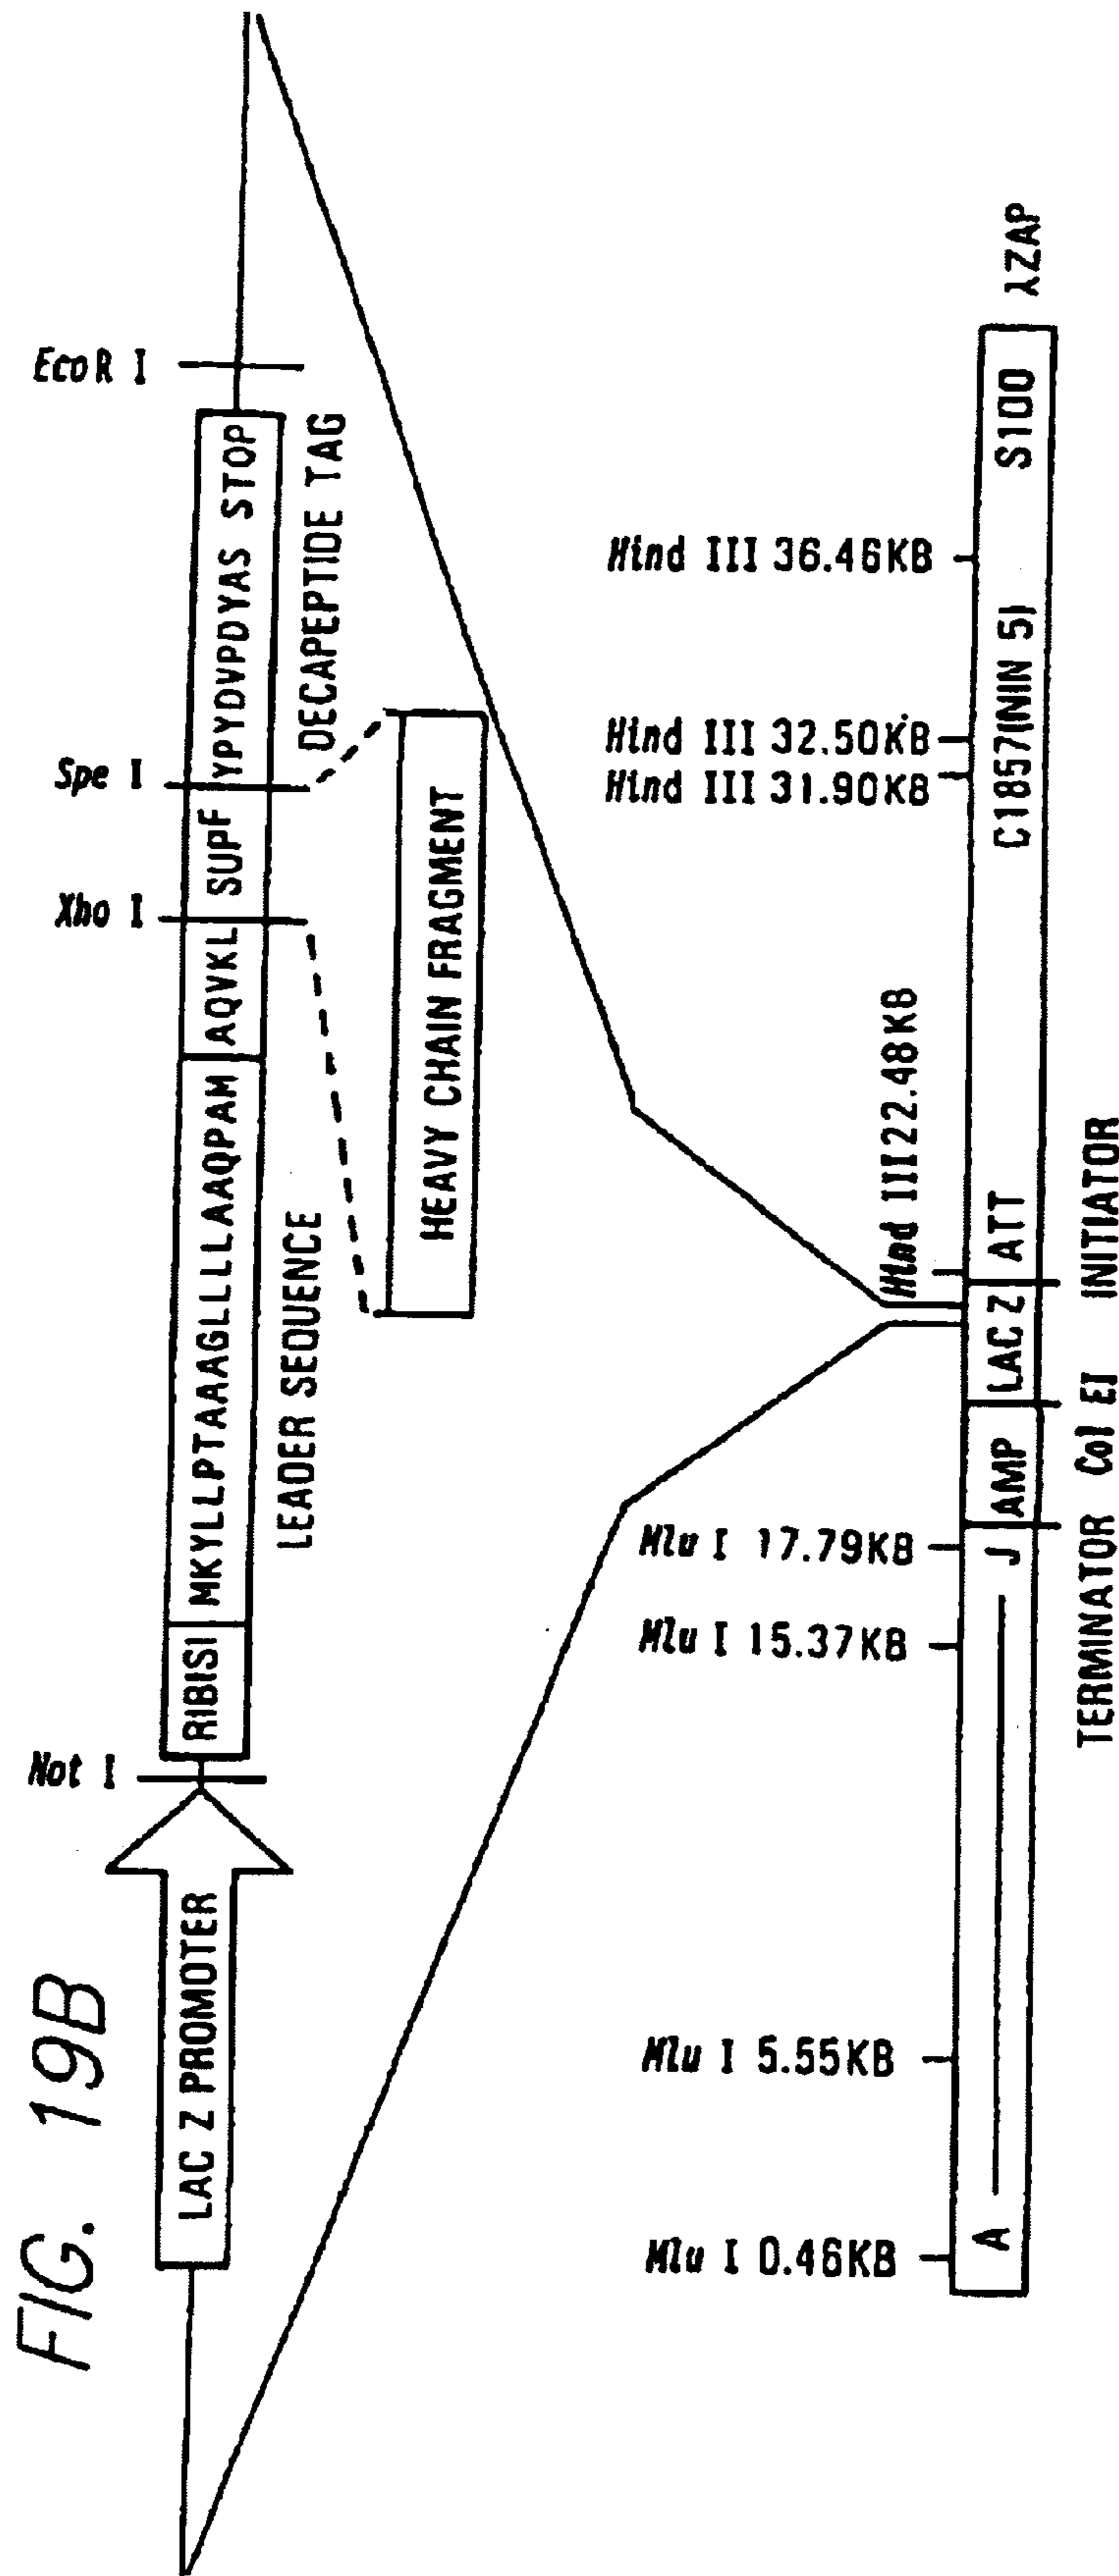 FIG. 19B
Not I
Xho I
Spe I
EcoR I
LAC Z PROMOTER
RIBISI
MKYLLPTAAAGLLLLAAQPAM
AQVKL
SUPF
YPYDVPDYAS STOP
LEADER SEQUENCE
DECAPEPTIDE TAG
HEAVY CHAIN FRAGMENT
Mlu I 0.46KB
Mlu I 5.55KB
Mlu I 15.37KB
Mlu I 17.79KB
Hind III 22.48KB
Hind III 31.90KB
Hind III 32.50KB
Hind III 36.46KB
A
J
AMP
LAC Z
ATT
C1857(NIN 5)
S100
λZAP
TERMINATOR Col EI INITIATOR